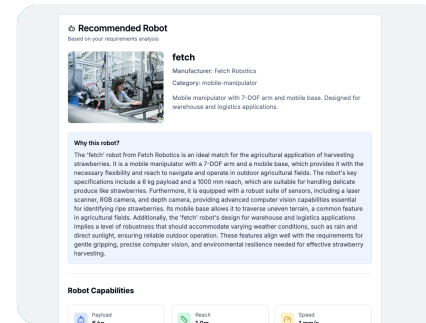 Recommended Robot
Based on your requirements analysis
fetch
Manufacturer: Fetch Robotics
Category: mobile-manipulator
Mobile manipulator with 7-DOF arm and mobile base. Designed for
warehouse and logistics applications.
Why this robot?
The 'fetch' robot from Fetch Robotics is an ideal match for the agricultural application of harvesting
strawberries. It is a mobile manipulator with a 7-DOF arm and a mobile base, which provides it with the
necessary flexibility and reach to navigate and operate in outdoor agricultural fields. The robot's key
specifications include a 6 kg payload and a 1000 mm reach, which are suitable for handling delicate
produce like strawberries. Furthermore, it is equipped with a robust suite of sensors, including a laser
scanner, RGB camera, and depth camera, providing advanced computer vision capabilities essential
for identifying ripe strawberries. Its mobile base allows it to traverse uneven terrain, a common feature
in agricultural fields. Additionally, the 'fetch' robot's design for warehouse and logistics applications
implies a level of robustness that should accommodate varying weather conditions, such as rain and
direct sunlight, ensuring reliable outdoor operation. These features align well with the requirements for
gentle gripping, precise computer vision, and environmental resilience needed for effective strawberry
harvesting.
Robot Capabilities
Payload
Reach
Speed